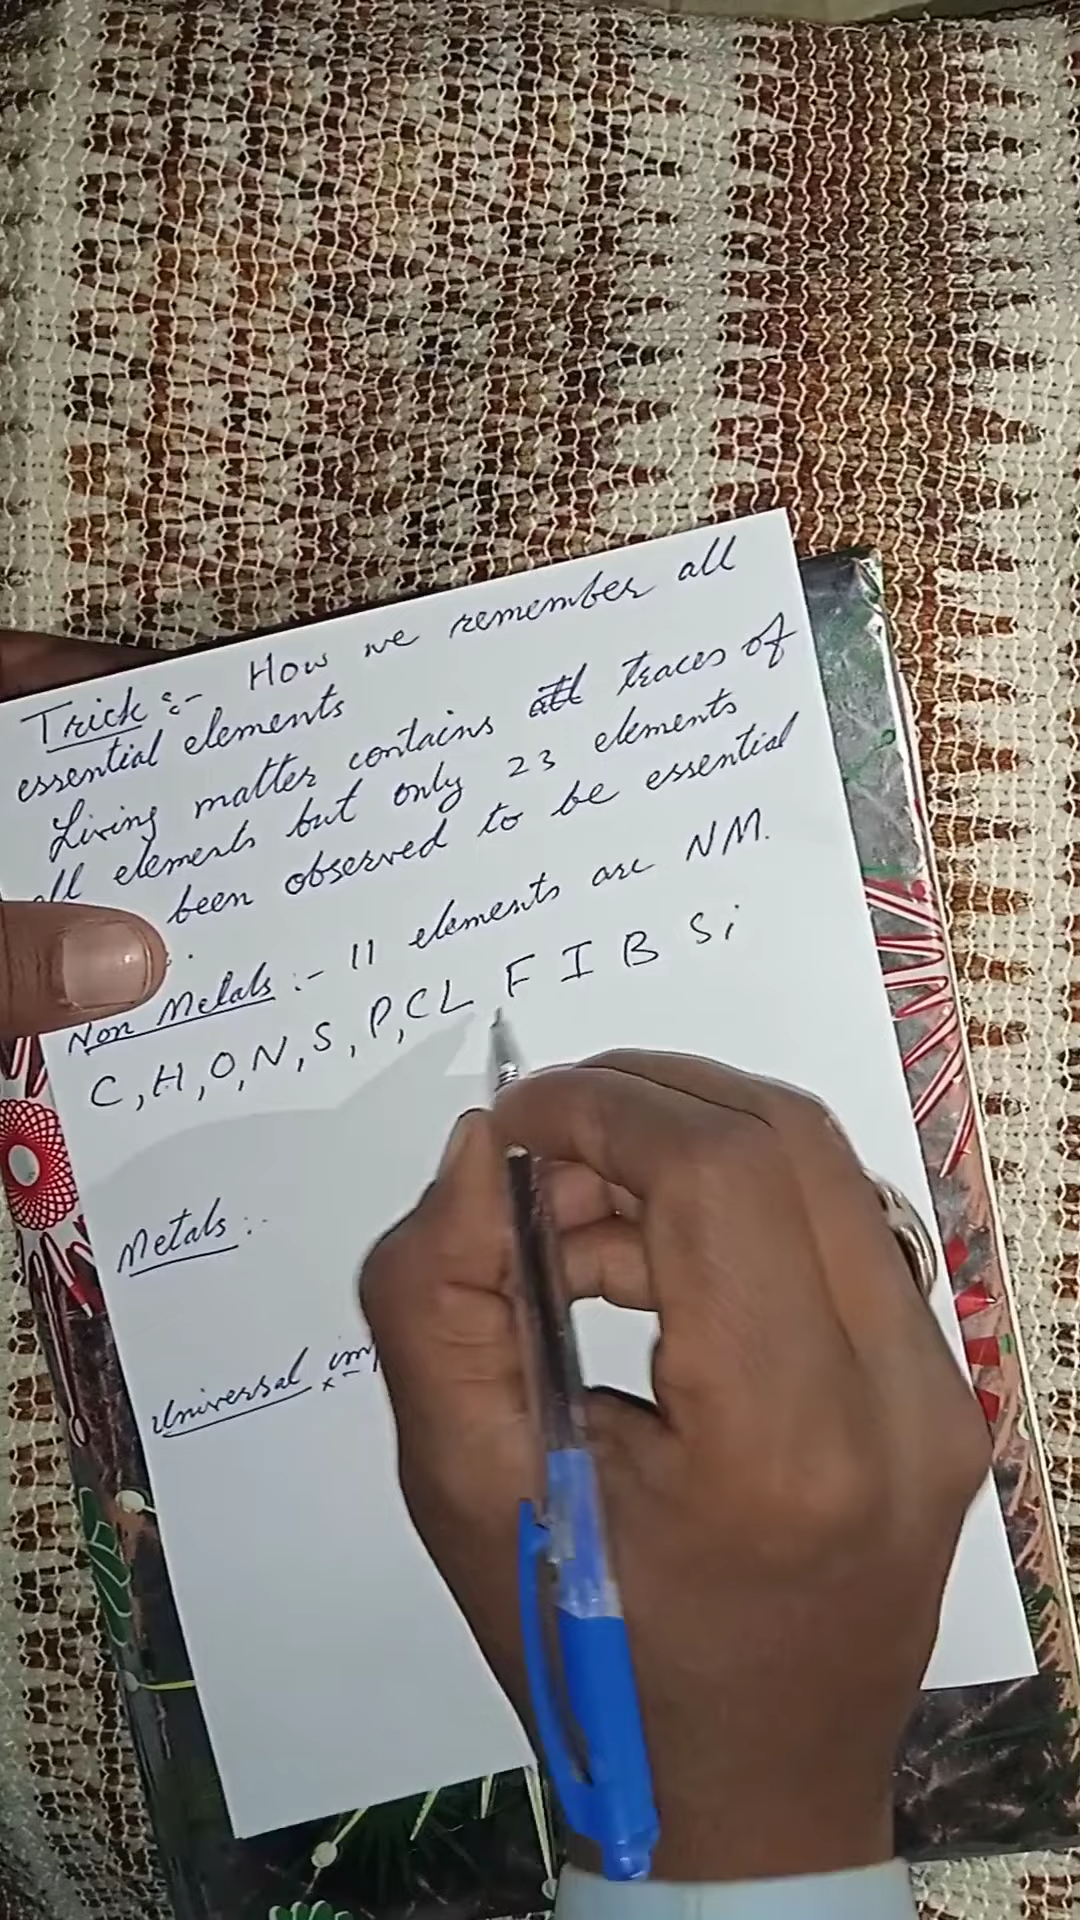 Trick :- How we remember all
essential elements
Living matter contains all traces of
all elements but only 23 elements
been observed to be essential
Non Metals :- 11 elements are NM.
C, H, O, N, S, P, CL F I B Si
Metals :-
Universal